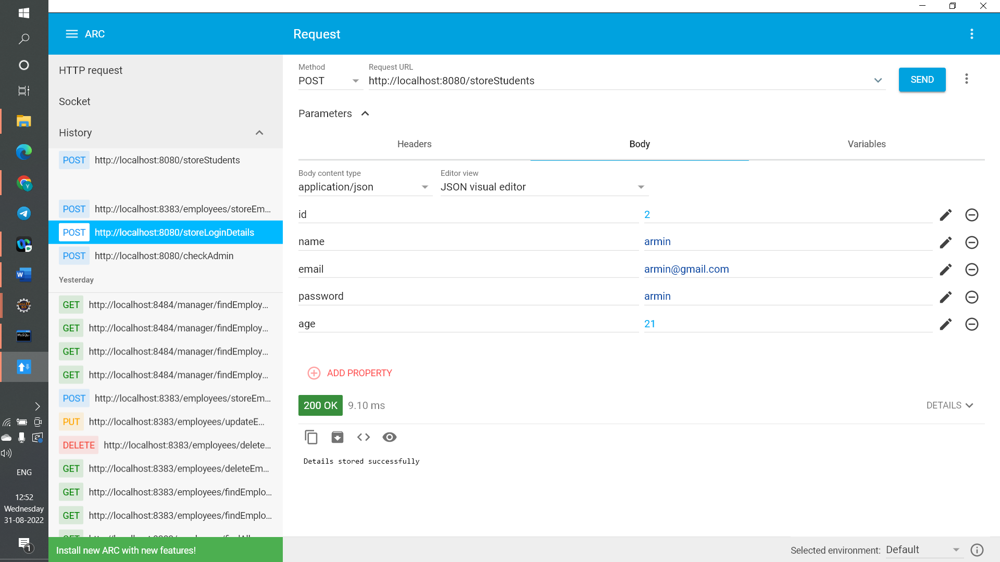 ARC
Request
HTTP request
Socket
History
POST http://localhost:8080/storeStudents
POST http://localhost:8383/employees/storeEm...
POST http://localhost:8080/storeLoginDetails
POST http://localhost:8080/checkAdmin
Yesterday
GET http://localhost:8484/manager/findEmploy...
GET http://localhost:8484/manager/findEmploy...
GET http://localhost:8484/manager/findEmploy...
GET http://localhost:8484/manager/findEmploy...
POST http://localhost:8383/employees/storeEm...
PUT http://localhost:8383/employees/updateE...
DELETE http://localhost:8383/employees/delete...
GET http://localhost:8383/employees/deleteEm...
GET http://localhost:8383/employees/findEmplo...
GET http://localhost:8383/employees/findEmplo...
Install new ARC with new features!
Method
POST
Request URL
http://localhost:8080/storeStudents
SEND
Parameters
Headers
Body
Variables
Body content type
application/json
Editor view
JSON visual editor
id 2
name armin
email armin@gmail.com
password armin
age 21
ADD PROPERTY
200 OK 9.10 ms
DETAILS
Details stored successfully
Selected environment: Default
ENG
12:52
Wednesday
31-08-2022
1